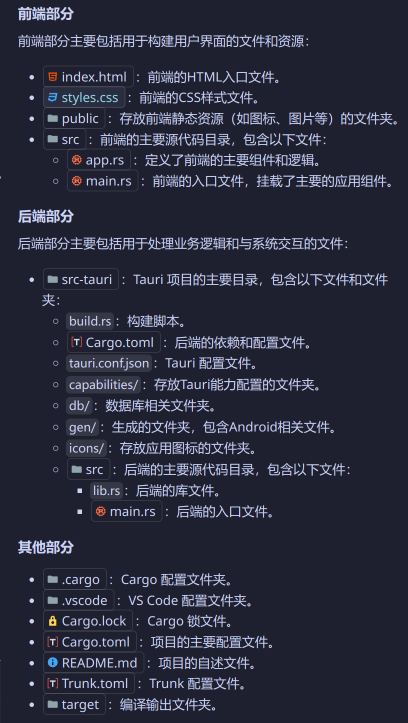 前端部分
前端部分主要包括用于构建用户界面的文件和资源：
index.html ：前端的HTML入口文件。
styles.css ：前端的CSS样式文件。
public ：存放前端静态资源（如图标、图片等）的文件夹。
src ：前端的主要源代码目录，包含以下文件：
app.rs ：定义了前端的主要组件和逻辑。
main.rs ：前端的入口文件，挂载了主要的应用组件。
后端部分
后端部分主要包括用于处理业务逻辑和与系统交互的文件：
src-tauri ：Tauri 项目的主要目录，包含以下文件和文件
夹：
build.rs：构建脚本。
Cargo.toml ：后端的依赖和配置文件。
tauri.conf.json：Tauri 配置文件。
capabilities/：存放Tauri能力配置的文件夹。
db/：数据库相关文件夹。
gen/：生成的文件夹，包含Android相关文件。
icons/：存放应用图标的文件夹。
src ：后端的主要源代码目录，包含以下文件：
lib.rs：后端的库文件。
main.rs ：后端的入口文件。
其他部分
.cargo ：Cargo 配置文件夹。
.vscode ：VS Code 配置文件夹。
Cargo.lock ：Cargo 锁文件。
Cargo.toml ：项目的主要配置文件。
README.md ：项目的自述文件。
Trunk.toml ：Trunk 配置文件。
target ：编译输出文件夹。